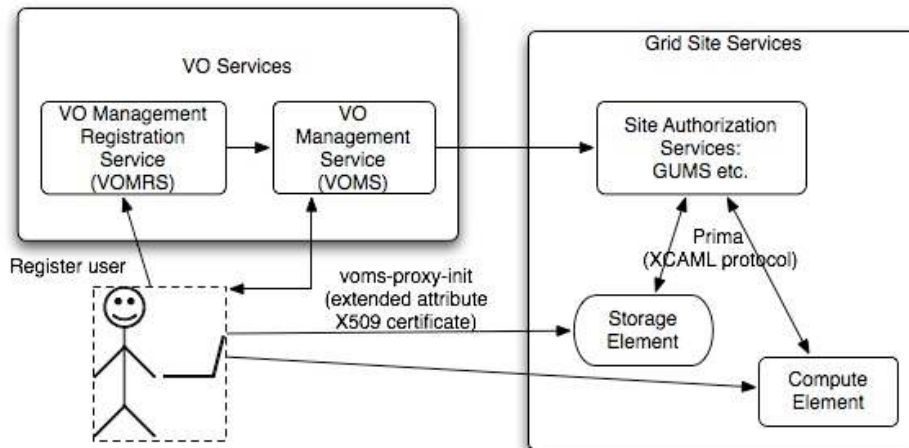 VO Services
VO Management
Registration
Service
(VOMRS)
VO
Management
Service
(VOMS)
Grid Site Services
Site Authorization
Services:
GUMS etc.
Prima
(XCAML protocol)
Register user
voms-proxy-init
(extended attribute
X509 certificate)
Storage
Element
Compute
Element